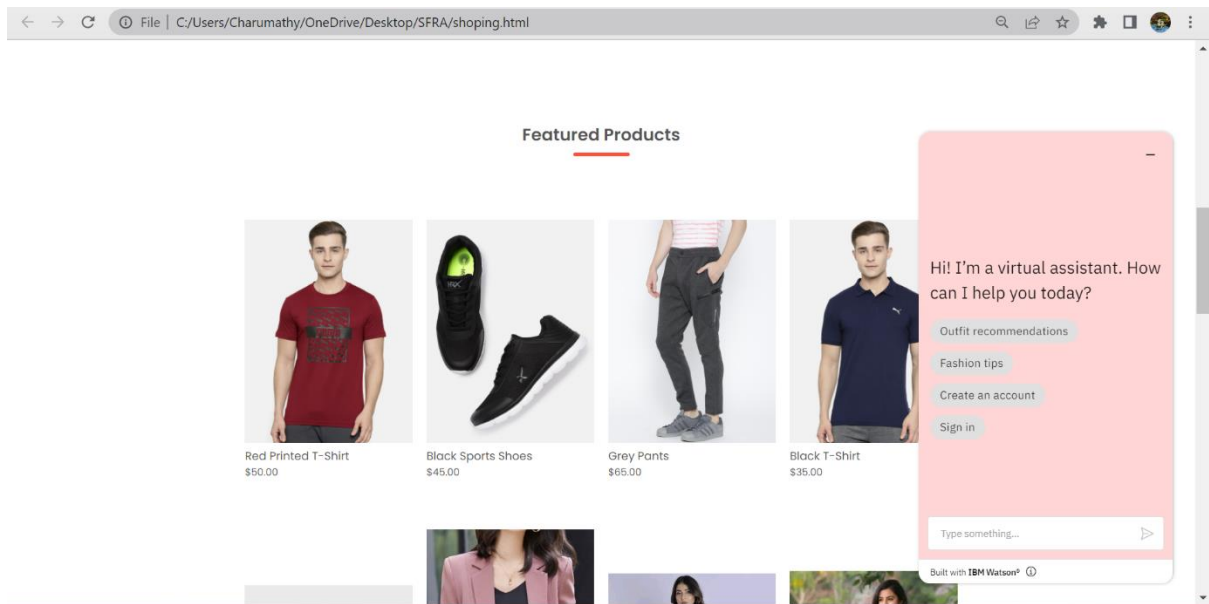 File | C:/Users/Charumathy/OneDrive/Desktop/SFRA/shoping.html
Featured Products
Red Printed T-Shirt
$50.00
Black Sports Shoes
$45.00
Grey Pants
$65.00
Black T-Shirt
$35.00
Hi! I'm a virtual assistant. How
can I help you today?
Outfit recommendations
Fashion tips
Create an account
Sign in
Type something...
Built with IBM Watson®